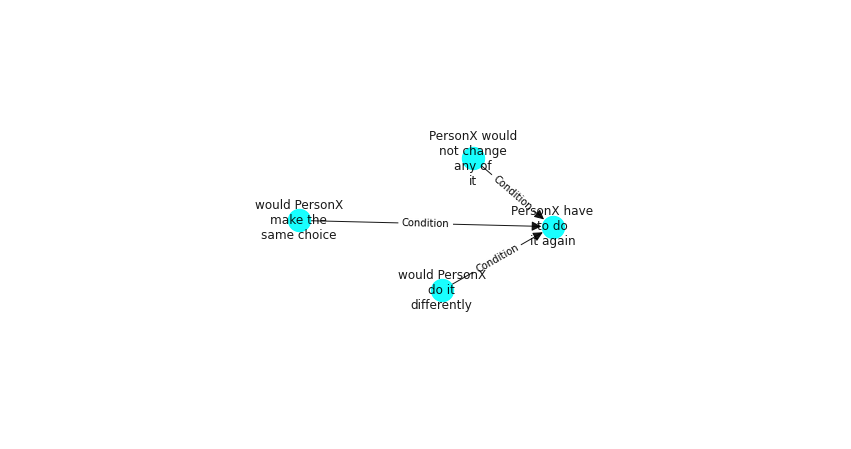 PersonX would
not change
any of
it
Condition
would PersonX
make the
same choice
Condition
PersonX have
to do
it again
Condition
would PersonX
do it
differently